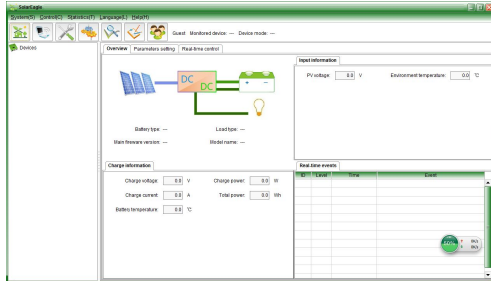 SolarEagle
System(S) Control(C) Statistics(T) Language(L) Help(H)
Guest Monitored device: --- Device mode: ---
Devices
Overview Parameters setting Real-time control
DC
DC
Battery type: --- Load type: ---
Main fireware version: --- Model name: ---
Input information
PV voltage: 0.0 V Environment temperature: 0.0 °C
Charge information
Charge voltage: 0.0 V Charge power: 0.0 W
Charge current: 0.0 A Total power: 0.0 Wh
Battery temperature: 0.0 °C
Real-time events
ID Level Time Event